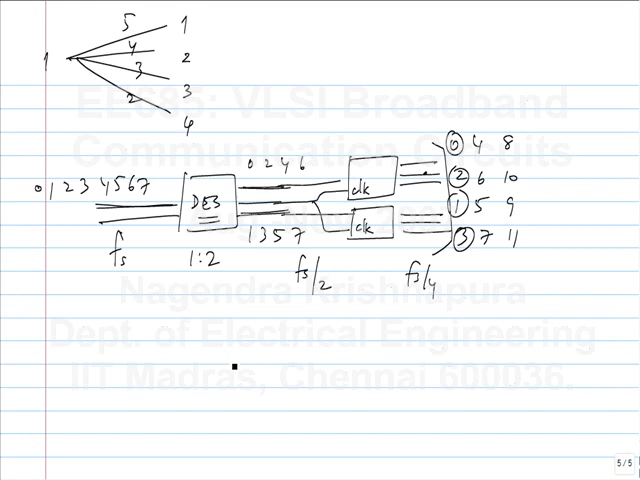 5 1
1 4 2
3 3
2 4
EE685: VLSI Broadband
Communication Circuits
0 4 8
0 2 4 6
clk
2 6 10
0 1 2 3 4 5 6 7
DES
1 5 9
clk
1 3 5 7
3 7 11
fs
1:2
fs/2
fs/4
Nagendra Krishnapura
Dept. of Electrical Engineering
IIT Madras, Chennai 600036.
5/5